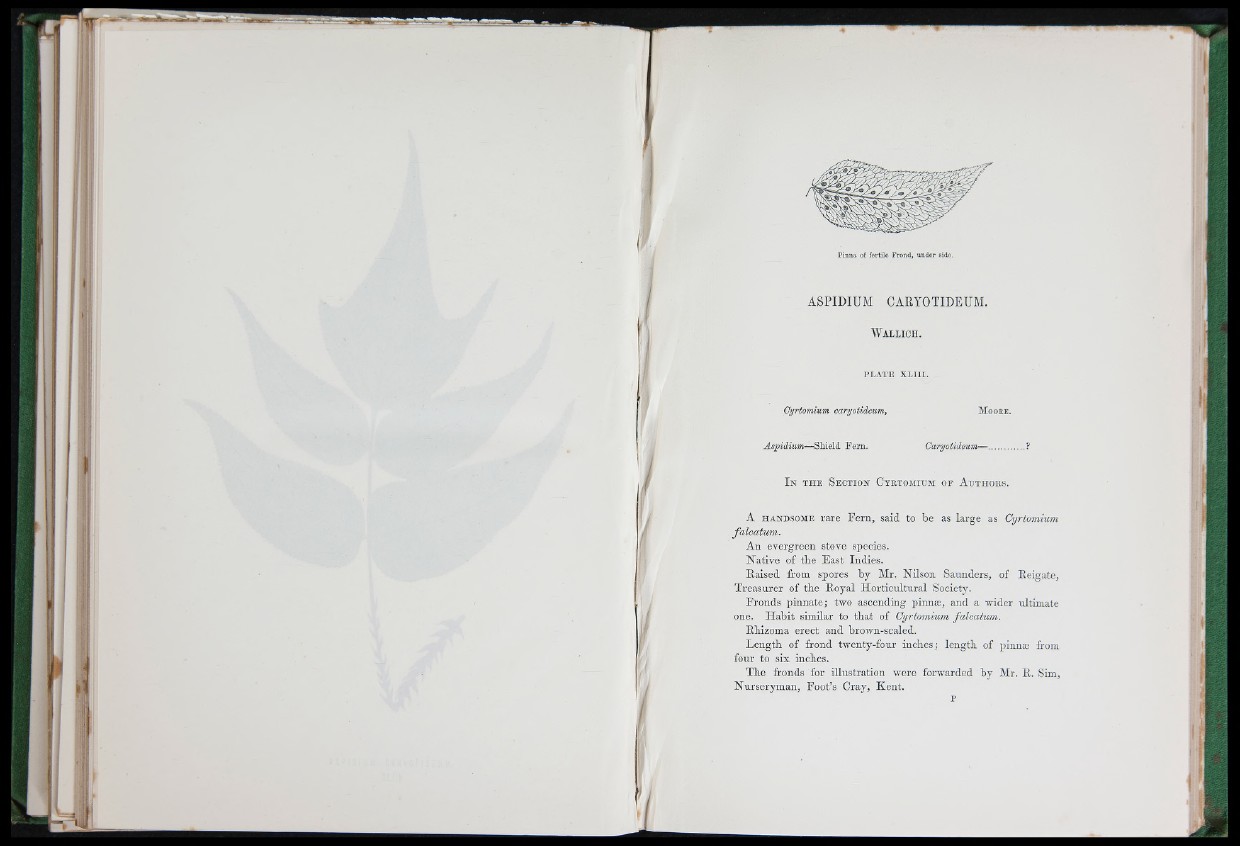 Pinna of fertile Frond, under side.
ASPIDIUM CARYOTIDEUM.
WALLICH.
PLATE XLIII.
Cyrtomium caryotideum, MOORE.
Aspidium—Shield Fern. Caryotideum—............?
IN THE SECTION CYRTOMIUM OF AUTHORS.
A HANDSOME rare Fern, said to be as large as Cyrtomium
falcatum.
An evergreen stove species.
Native of the East Indies.
Raised from spores by Mr. Nilson Saunders, of Reigate,
Treasurer of the Royal Horticultural Society.
Fronds pinnate; two ascending pinnæ, and a wider ultimate
one. Habit similar to that of Cyrtomium falcatum.
Rhizoma erect and brown-scaled.
Length of frond twenty-four inches; length of pinnæ from
four to six inches.
The fronds for illustration were forwarded by Mr. R. Sim,
Nurseryman, Foot's Cray, Kent.
P